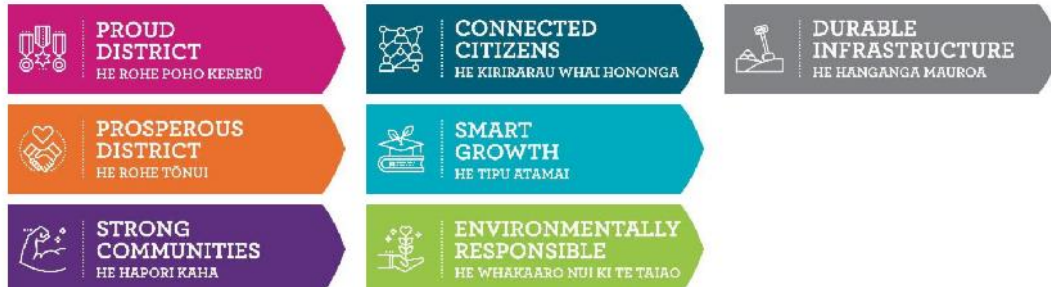 PROUD
DISTRICT
HE ROHE POHO KERERŪ
CONNECTED
CITIZENS
HE KIRIRARAU WHAI HONONGA
DURABLE
INFRASTRUCTURE
HE HANGANGA MAUROA
PROSPEROUS
DISTRICT
HE ROHE TŌNUI
SMART
GROWTH
HE TIPU ATAMAI
STRONG
COMMUNITIES
HE HAPORI KAHA
ENVIRONMENTALLY
RESPONSIBLE
HE WHAKAARO NUI KI TE TAIAO